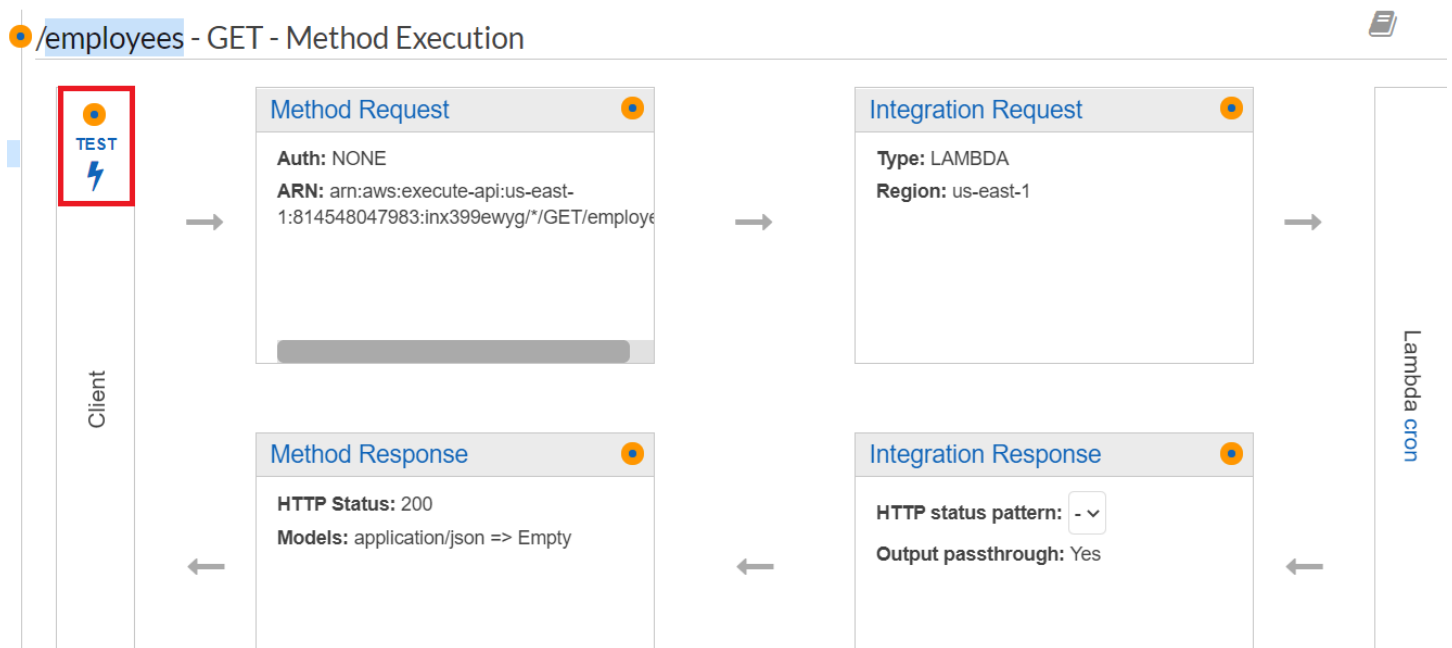 /employees - GET - Method Execution
TEST
Client
Method Request
Auth: NONE
ARN: arn:aws:execute-api:us-east-
1:814548047983:inx399ewyg/*/GET/employe
Integration Request
Type: LAMBDA
Region: us-east-1
Lambda cron
Method Response
HTTP Status: 200
Models: application/json => Empty
Integration Response
HTTP status pattern: -
Output passthrough: Yes